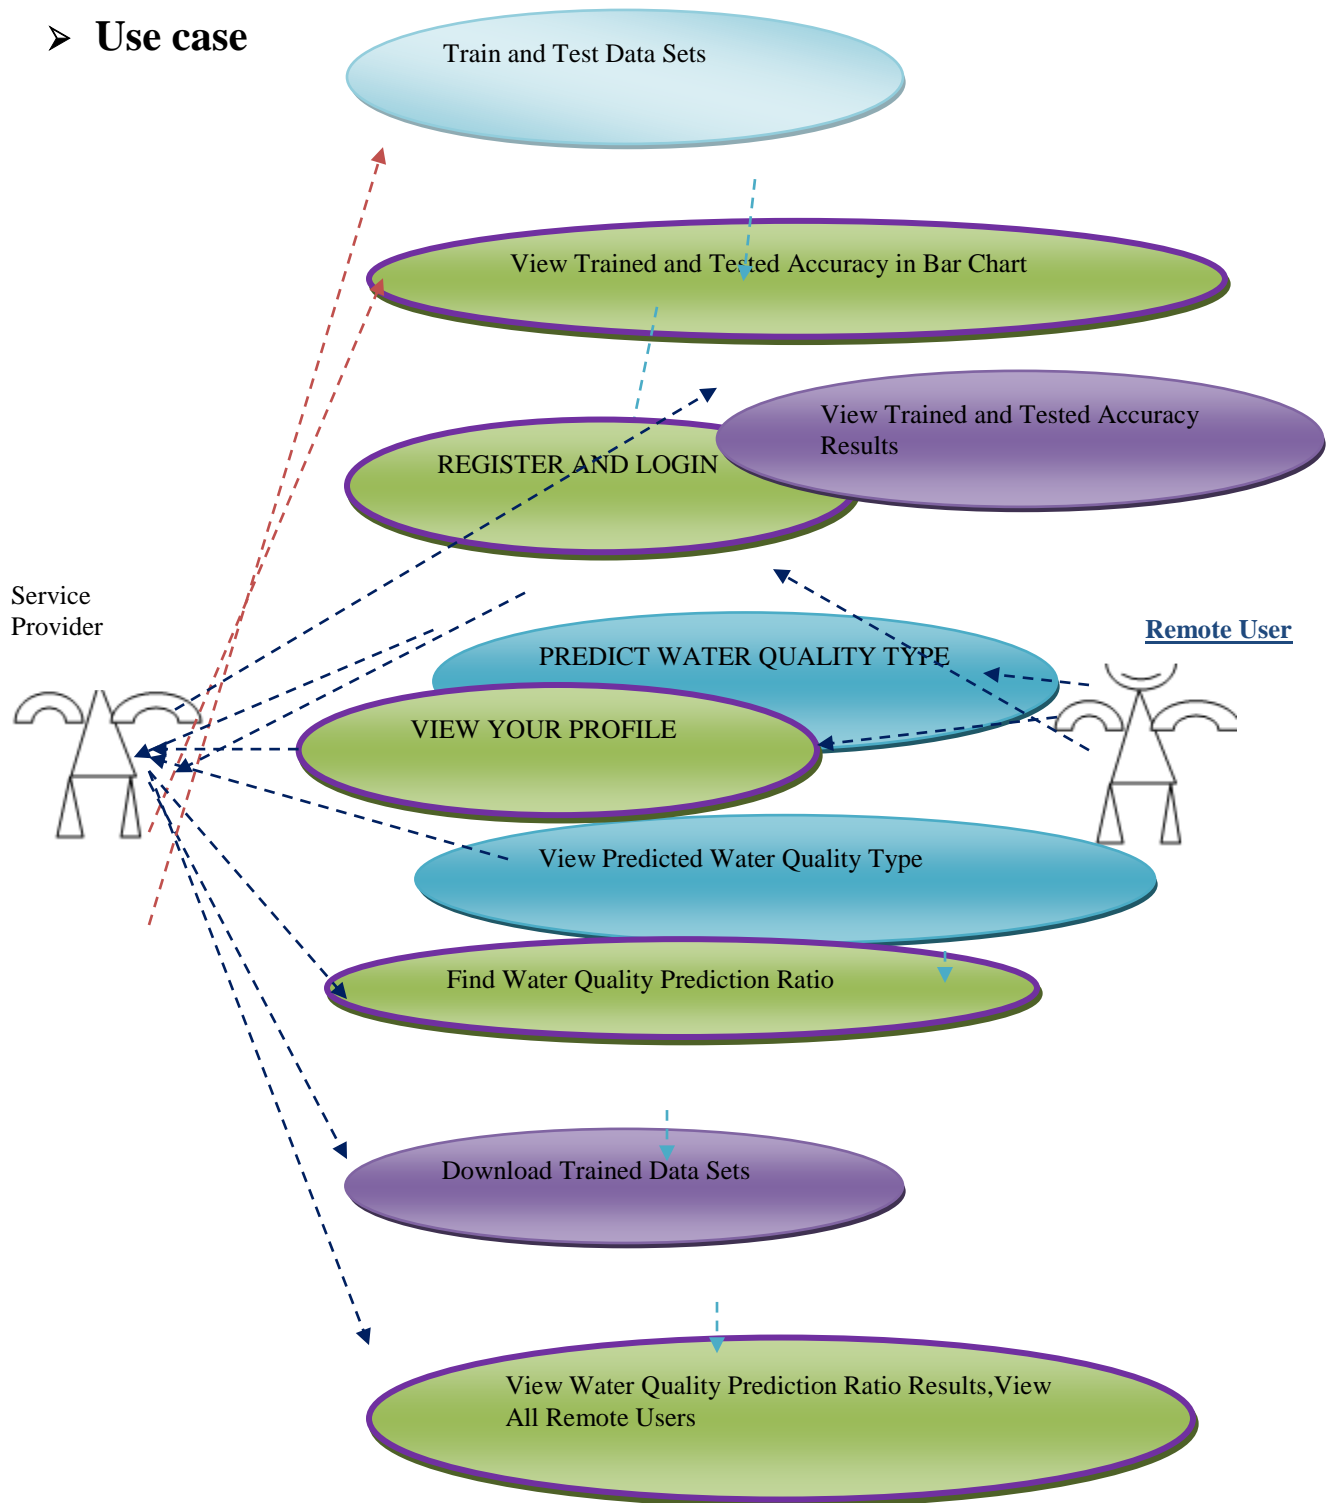 ➢ Use case
Train and Test Data Sets
View Trained and Tested Accuracy in Bar Chart
View Trained and Tested Accuracy
Results
REGISTER AND LOGIN
Service
Provider
Remote User
PREDICT WATER QUALITY TYPE
VIEW YOUR PROFILE
View Predicted Water Quality Type
Find Water Quality Prediction Ratio
Download Trained Data Sets
View Water Quality Prediction Ratio Results,View
All Remote Users